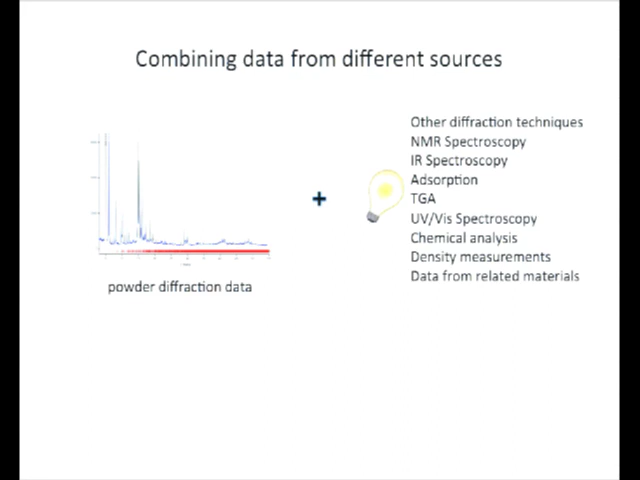 Combining data from different sources
Other diffraction techniques
NMR Spectroscopy
IR Spectroscopy
Adsorption
TGA
UV/Vis Spectroscopy
Chemical analysis
Density measurements
Data from related materials
+
powder diffraction data